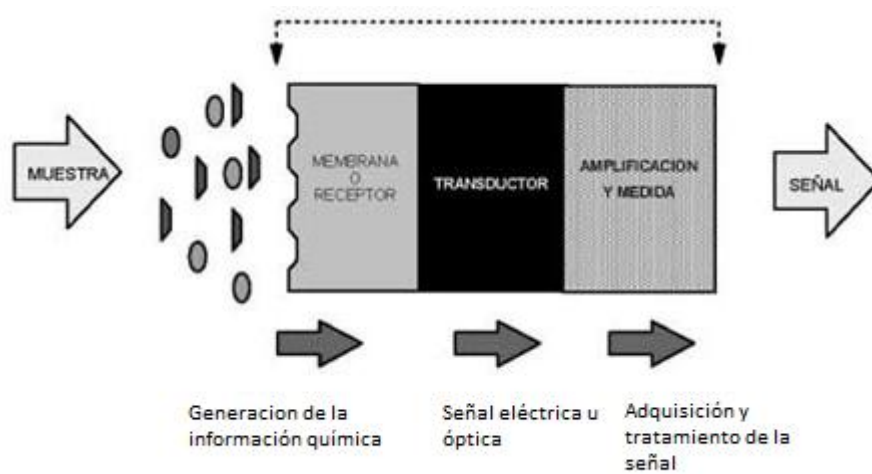 MUESTRA
MEMBRANA
O
RECEPTOR
TRANSDUCTOR
AMPLIFICACION
Y MEDIDA
SEÑAL
Generacion de la
información química
Señal eléctrica u
óptica
Adquisición y
tratamiento de la
señal